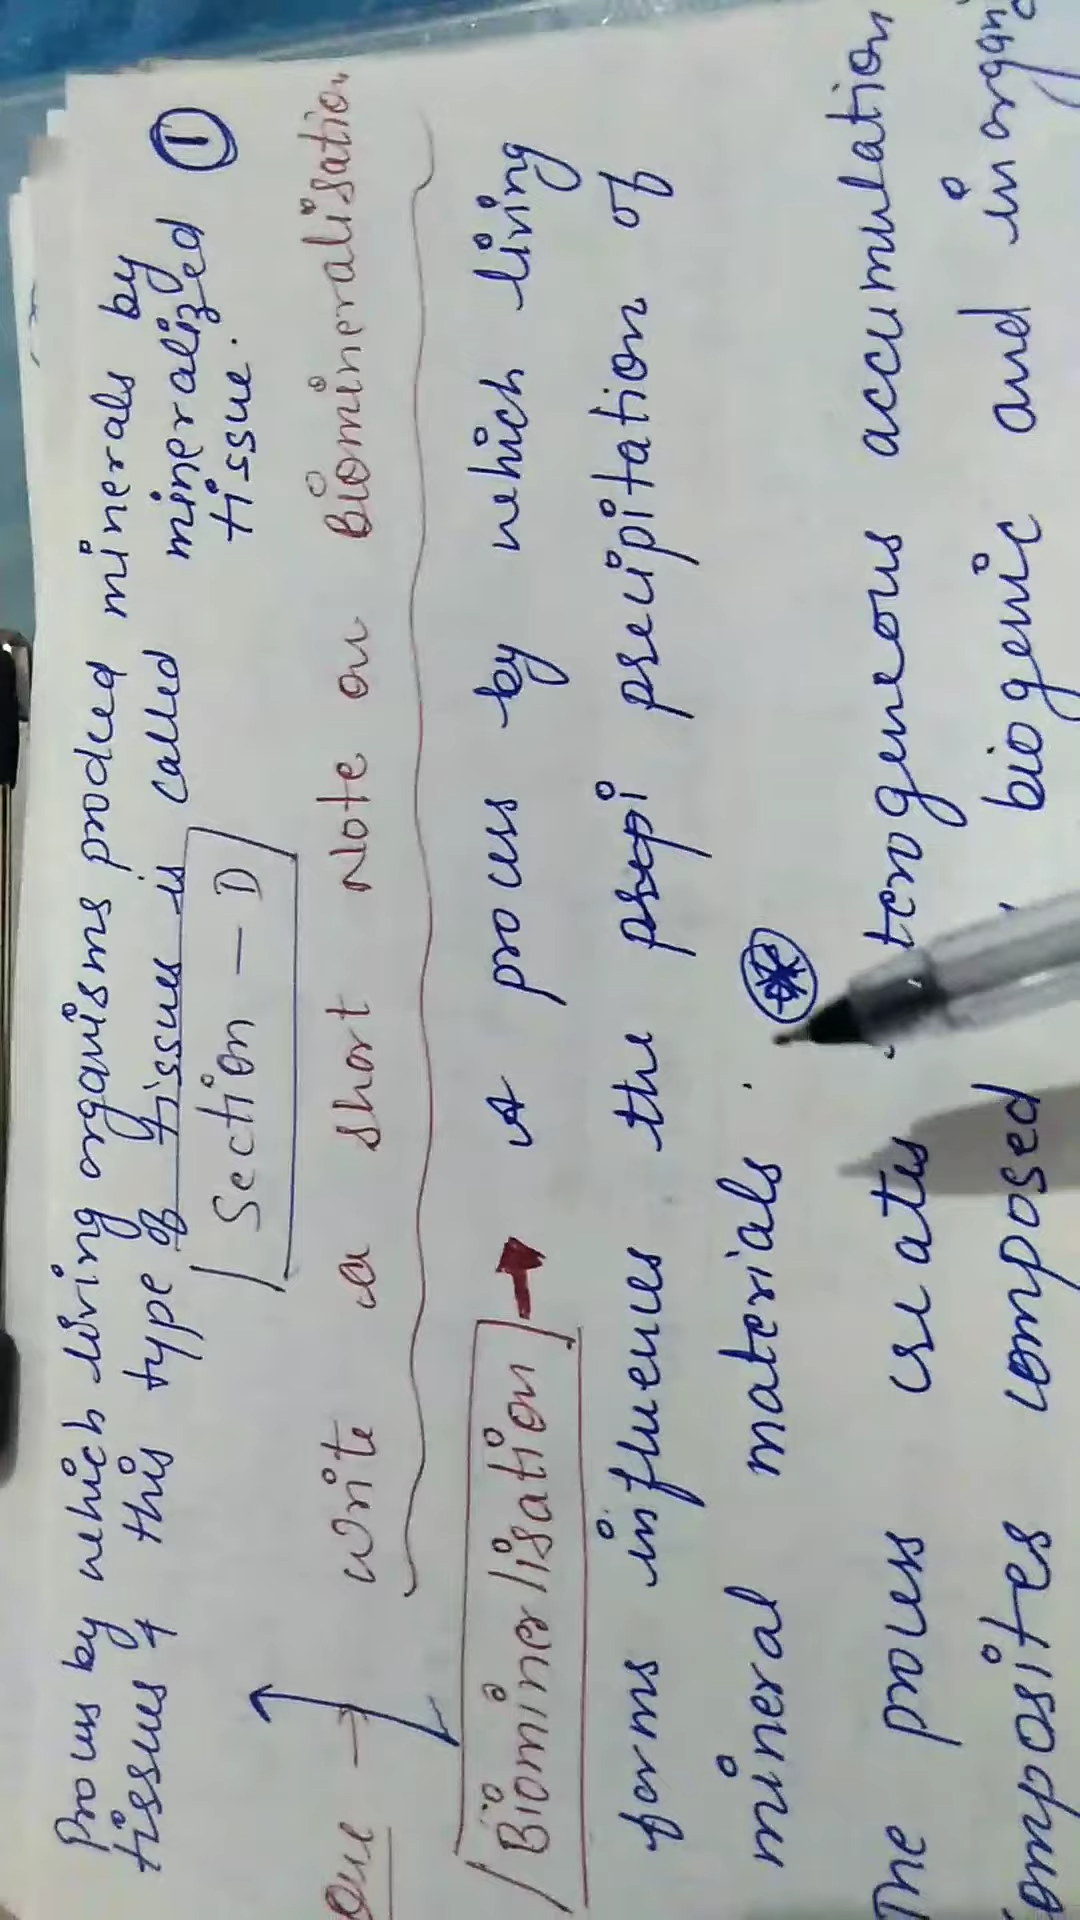 Process by which living organisms produced minerals by
tissues & this type of tissues is called mineralized
tissue.
①
Section - D
Que → Write a short Note on Biomineralisation
Biominerlisation → A process by which living
forms influences the precipitation of
mineral materials.
The process creates heterogeneous accumulation
composites composed , biogenic and inorganic